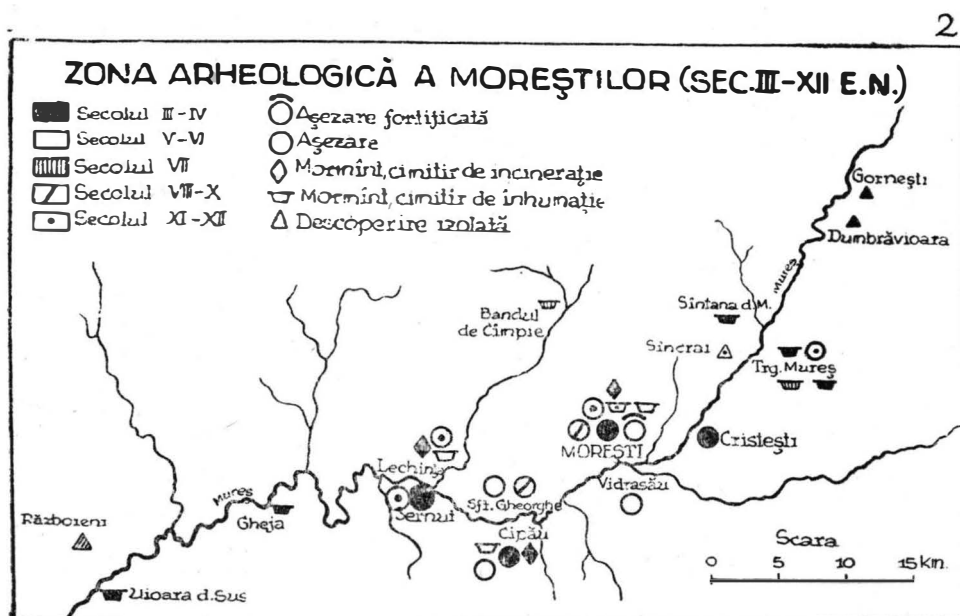 2
ZONA ARHEOLOGICĂ A MOREŞTILOR (SEC. III-XII E.N.)
Secolul III-IV
Secolul V-VI
Secolul VII
Secolul VIII-X
Secolul XI-XII
Aşezare fortificată
Aşezare
Mormînt, cimitir de incineraţie
Mormînt, cimitir de inhumaţie
Descoperire izolată
Gorneşti
Dumbrăvioara
Mureş
Bandul
de Cîmpie
Sîntana d. M.
Sîncrai
Trg. Mureş
MOREŞTI
Cristeşti
Lechinţa
Vidrasău
Mureş
Gheja
Sernut
Sft. Gheorghe
Războieni
Cipău
Scara
0 5 10 15 km.
Uioara d. Sus